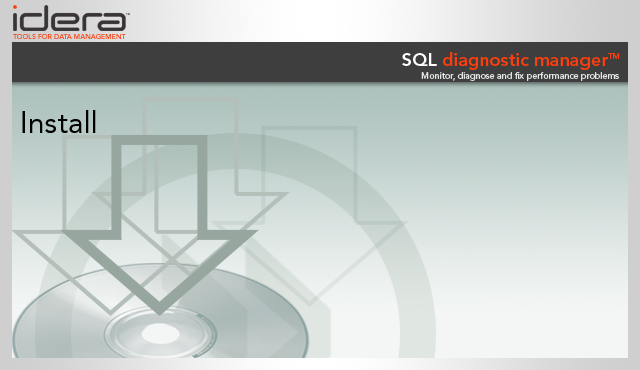 idera™
TOOLS FOR DATA MANAGEMENT
SQL diagnostic manager™
Monitor, diagnose and fix performance problems
Install